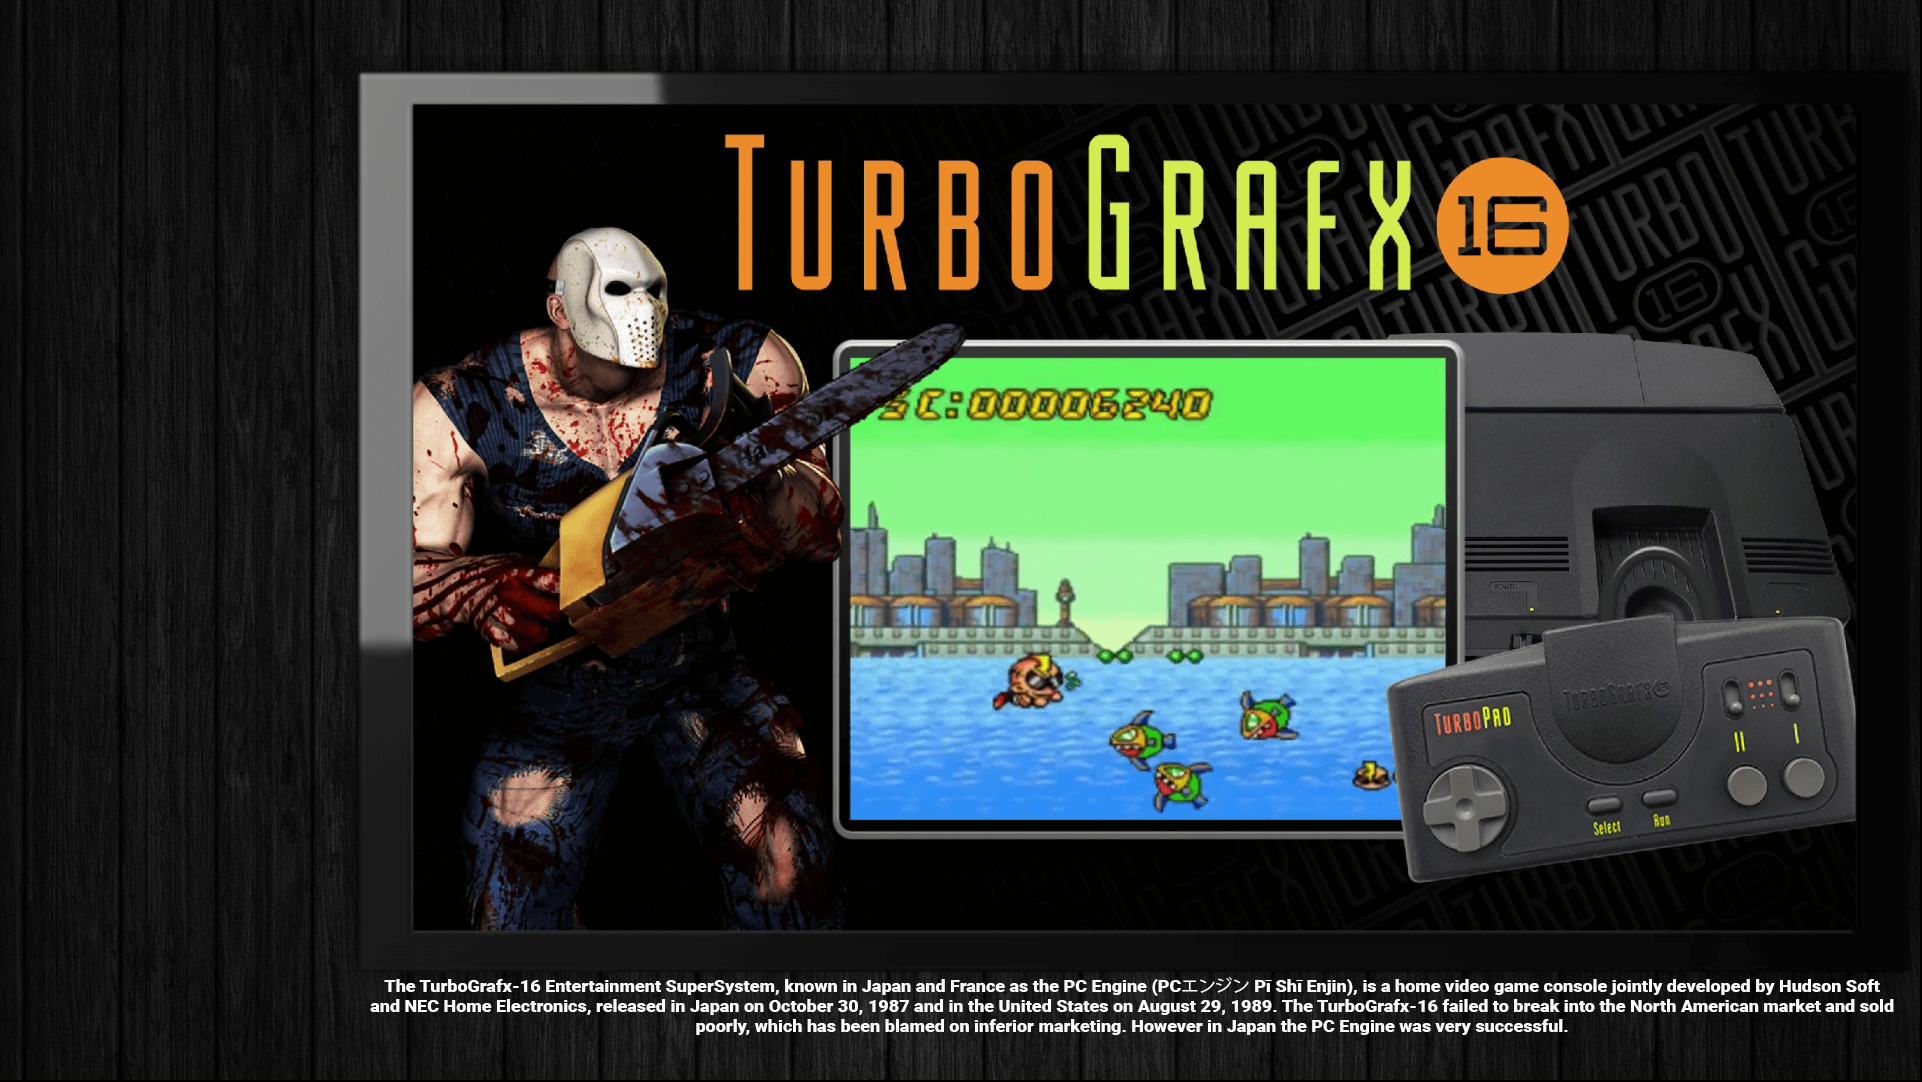 TURBOGRAFX 16
SC:00006240
TURBOPAD
TURBOGRAFX 16
II I
Select Run
The TurboGrafx-16 Entertainment SuperSystem, known in Japan and France as the PC Engine (PCエンジン Pī Shī Enjin), is a home video game console jointly developed by Hudson Soft
and NEC Home Electronics, released in Japan on October 30, 1987 and in the United States on August 29, 1989. The TurboGrafx-16 failed to break into the North American market and sold
poorly, which has been blamed on inferior marketing. However in Japan the PC Engine was very successful.